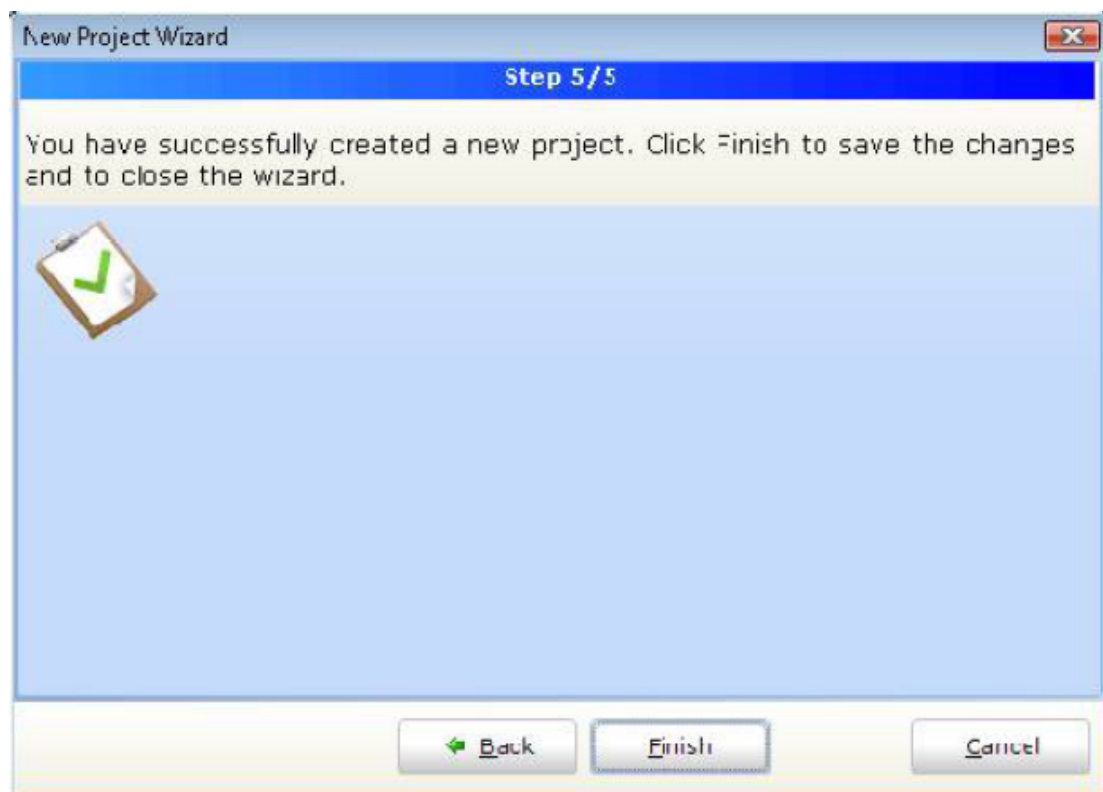 New Project Wizard
Step 5/5
You have successfully created a new project. Click Finish to save the changes
and to close the wizard.
Back
Finish
Cancel